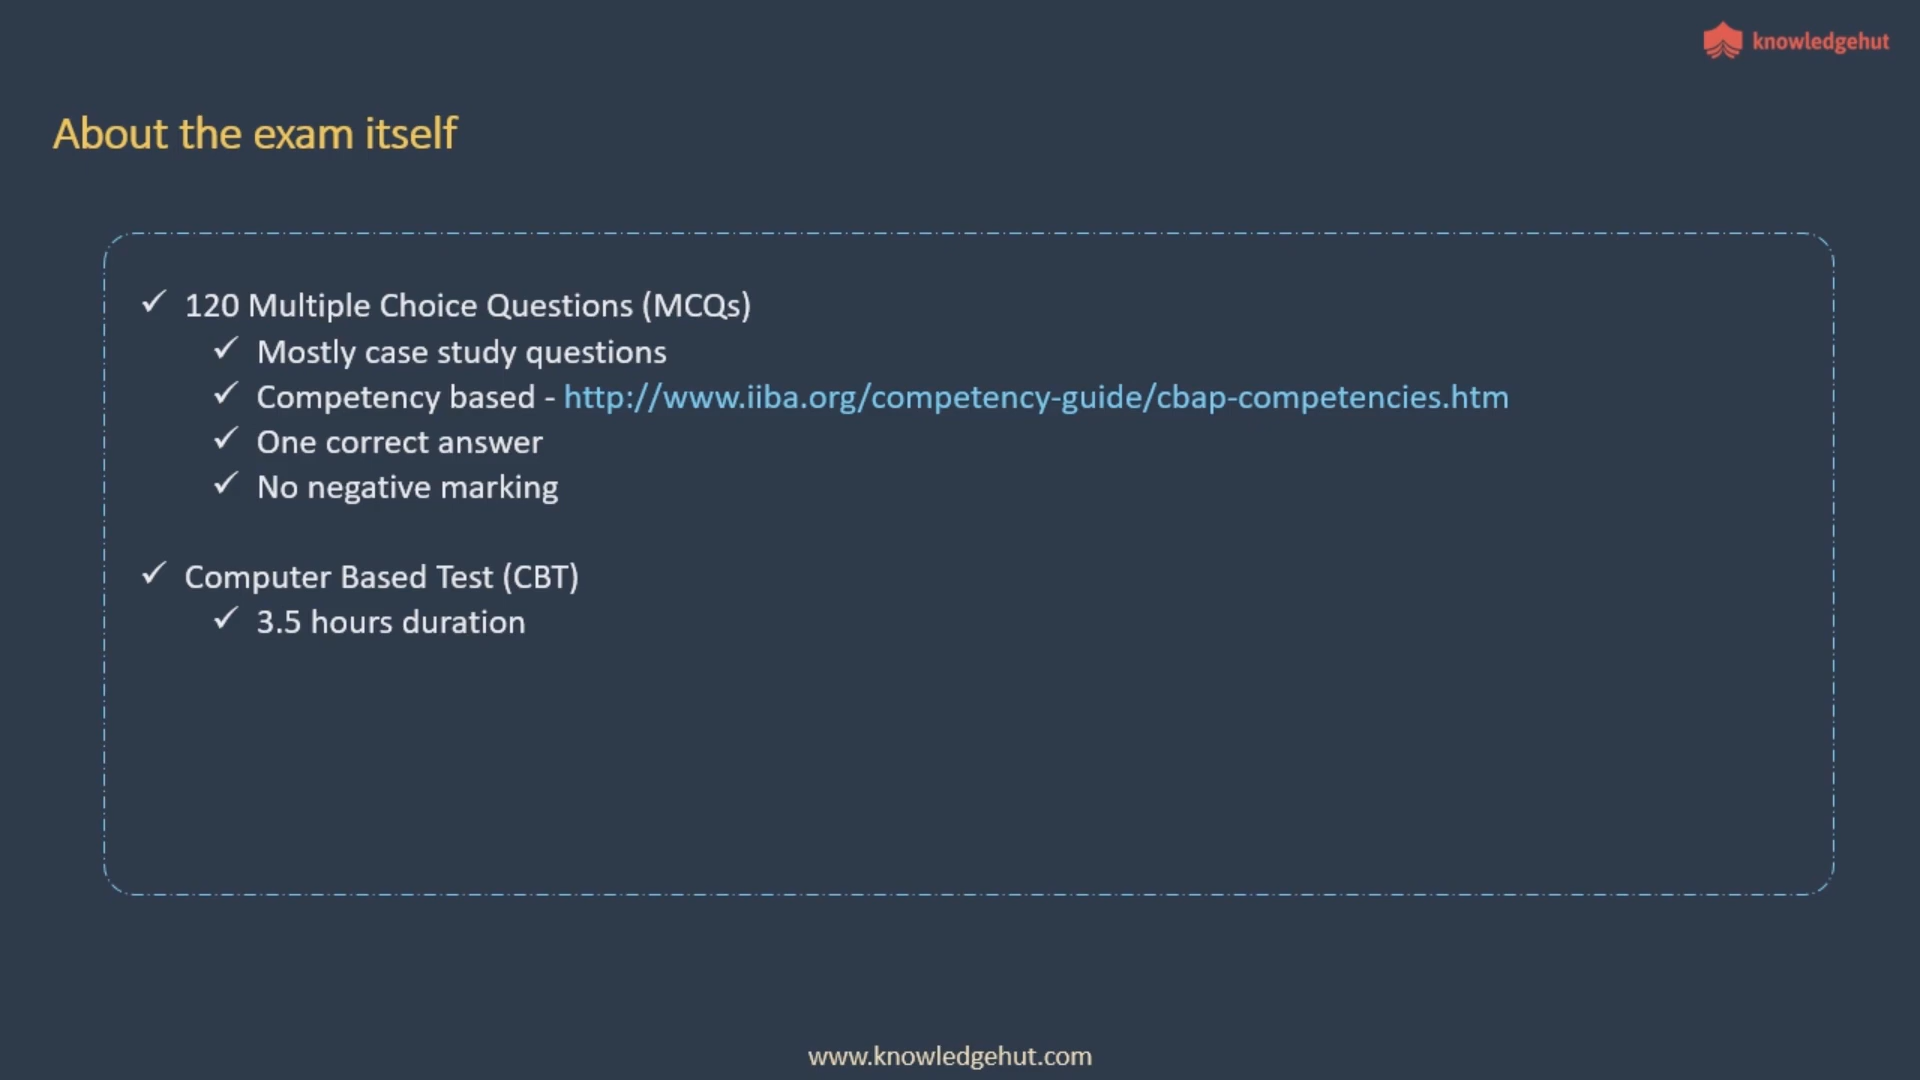 knowledgehut
About the exam itself
✓ 120 Multiple Choice Questions (MCQs)
✓ Mostly case study questions
✓ Competency based - http://www.iiba.org/competency-guide/cbap-competencies.htm
✓ One correct answer
✓ No negative marking
✓ Computer Based Test (CBT)
✓ 3.5 hours duration
www.knowledgehut.com